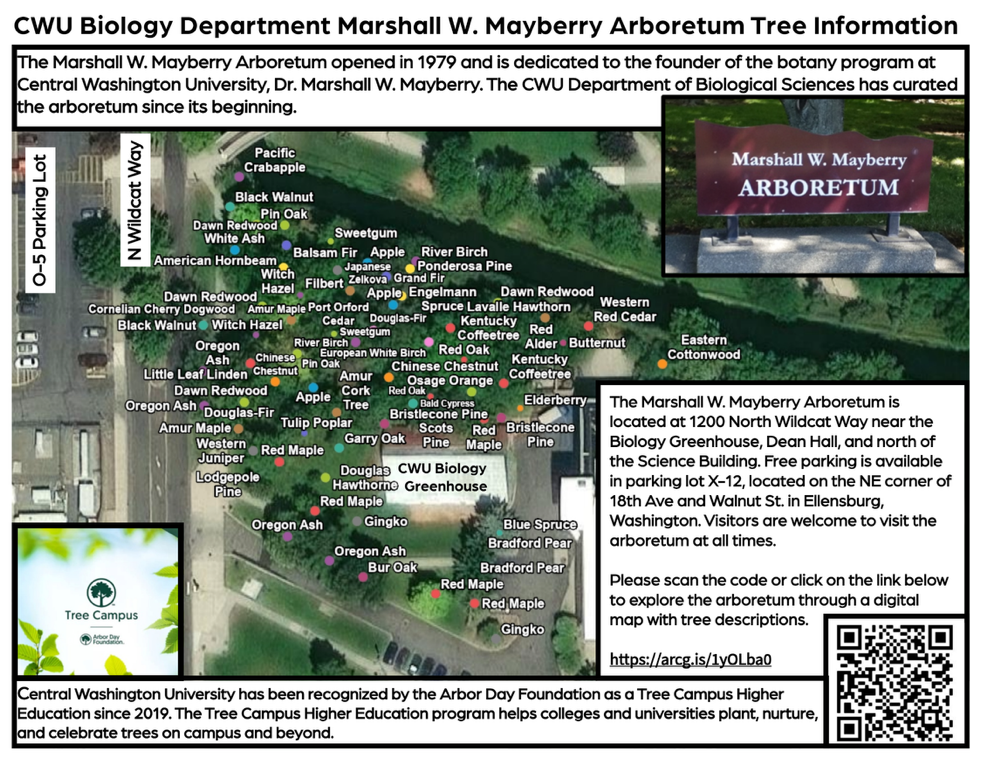 CWU Biology Department Marshall W. Mayberry Arboretum Tree Information
The Marshall W. Mayberry Arboretum opened in 1979 and is dedicated to the founder of the botany program at
Central Washington University, Dr. Marshall W. Mayberry. The CWU Department of Biological Sciences has curated
the arboretum since its beginning.
Marshall W. Mayberry
ARBORETUM
O-5 Parking Lot
N Wildcat Way
Pacific
Crabapple
Black Walnut
Pin Oak
Dawn Redwood
White Ash
Sweetgum
American Hornbeam
Balsam Fir
Apple
River Birch
Witch
Hazel
Japanese
Zelkova
Ponderosa Pine
Grand Fir
Filbert
Dawn Redwood
Apple
Engelmann
Spruce
Dawn Redwood
Cornelian Cherry Dogwood
Amur Maple
Port Orford
Cedar
Lavalle Hawthorn
Western
Red Cedar
Black Walnut
Witch Hazel
Douglas-Fir
Kentucky
Coffeetree
Red
Alder
Butternut
Sweetgum
River Birch
Oregon
Ash
Chinese
Chestnut
Pin Oak
European White Birch
Red Oak
Kentucky
Coffeetree
Eastern
Cottonwood
Little Leaf Linden
Chinese Chestnut
Dawn Redwood
Apple
Amur
Cork
Tree
Osage Orange
Red Oak
Bald Cypress
Elderberry
Oregon Ash
Douglas-Fir
Bristlecone Pine
Amur Maple
Tulip Poplar
Scots
Pine
Red
Maple
Bristlecone
Pine
Western
Juniper
Red Maple
Garry Oak
Lodgepole
Pine
Douglas
Hawthorne
CWU Biology
Greenhouse
Red Maple
Oregon Ash
Gingko
Blue Spruce
Bradford Pear
Oregon Ash
Bur Oak
Bradford Pear
Red Maple
Red Maple
Gingko
The Marshall W. Mayberry Arboretum is
located at 1200 North Wildcat Way near the
Biology Greenhouse, Dean Hall, and north of
the Science Building. Free parking is available
in parking lot X-12, located on the NE corner of
18th Ave and Walnut St. in Ellensburg,
Washington. Visitors are welcome to visit the
arboretum at all times.
Please scan the code or click on the link below
to explore the arboretum through a digital
map with tree descriptions.
https://arcg.is/1yOLba0
Tree Campus
Arbor Day
Foundation
Central Washington University has been recognized by the Arbor Day Foundation as a Tree Campus Higher
Education since 2019. The Tree Campus Higher Education program helps colleges and universities plant, nurture,
and celebrate trees on campus and beyond.